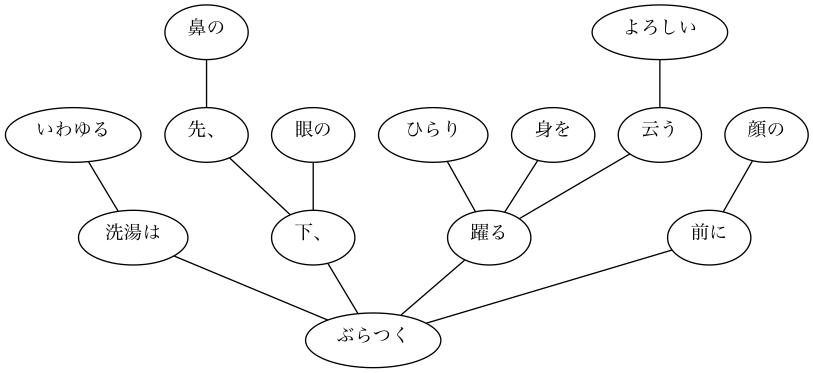 鼻の よろしい
いわゆる 先、 眼の ひらり 身を 云う 顔の
洗湯は 下、 躍る 前に
ぶらつく